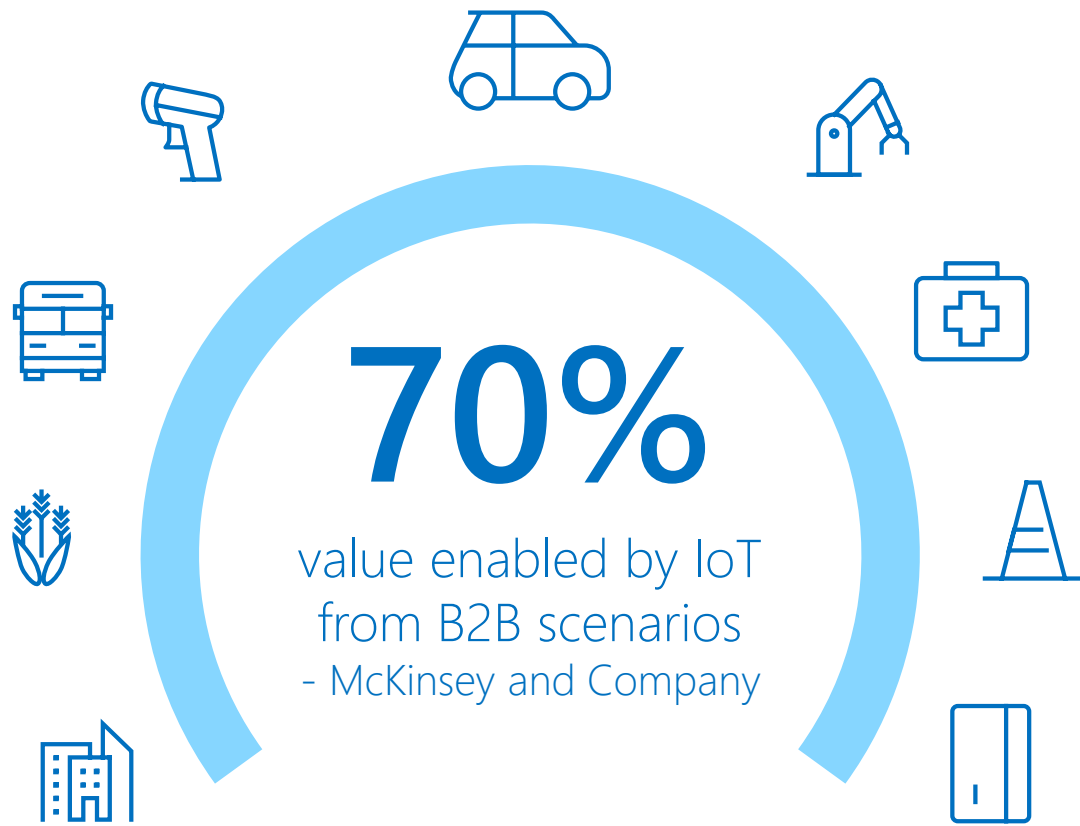 70%
value enabled by IoT
from B2B scenarios
- McKinsey and Company